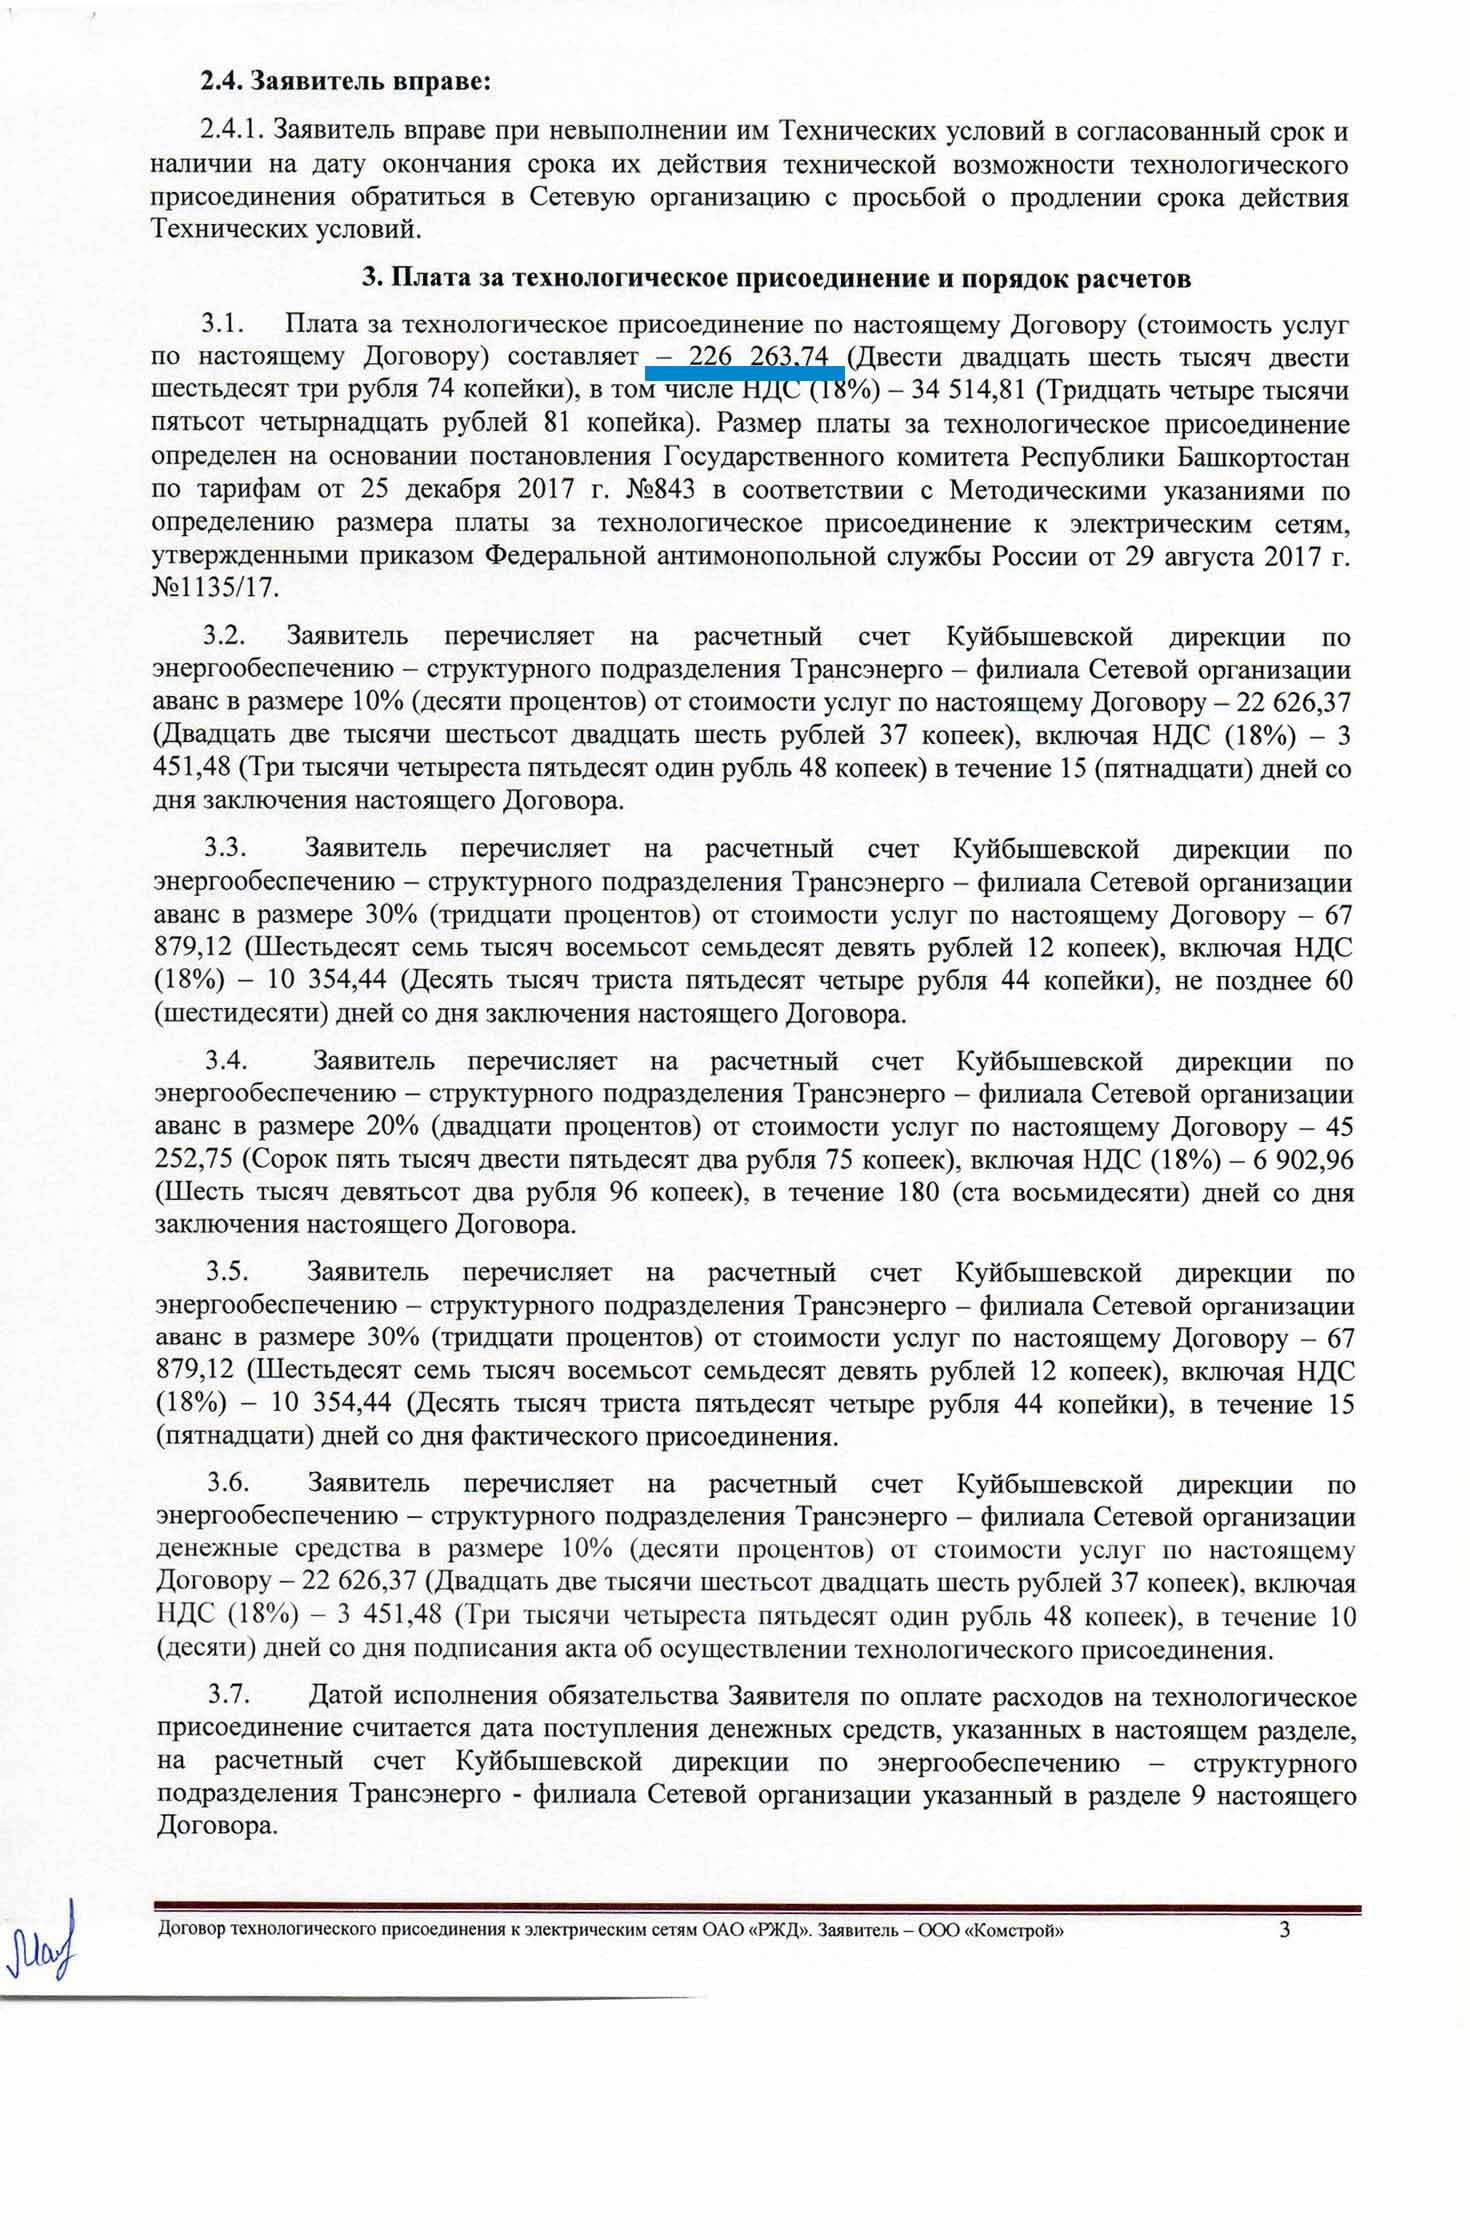 2.4. Заявитель вправе:
2.4.1. Заявитель вправе при невыполнении им Технических условий в согласованный срок и
наличии на дату окончания срока их действия технической возможности технологического
присоединения обратиться в Сетевую организацию с просьбой о продлении срока действия
Технических условий.
3. Плата за технологическое присоединение и порядок расчетов
3.1. Плата за технологическое присоединение по настоящему Договору (стоимость услуг
по настоящему Договору) составляет – 226 263,74 (Двести двадцать шесть тысяч двести
шестьдесят три рубля 74 копейки), в том числе НДС (18%) – 34 514,81 (Тридцать четыре тысячи
пятьсот четырнадцать рублей 81 копейка). Размер платы за технологическое присоединение
определен на основании постановления Государственного комитета Республики Башкортостан
по тарифам от 25 декабря 2017 г. №843 в соответствии с Методическими указаниями по
определению размера платы за технологическое присоединение к электрическим сетям,
утвержденными приказом Федеральной антимонопольной службы России от 29 августа 2017 г.
№1135/17.
3.2. Заявитель перечисляет на расчетный счет Куйбышевской дирекции по
энергообеспечению – структурного подразделения Трансэнерго – филиала Сетевой организации
аванс в размере 10% (десяти процентов) от стоимости услуг по настоящему Договору – 22 626,37
(Двадцать две тысячи шестьсот двадцать шесть рублей 37 копеек), включая НДС (18%) – 3
451,48 (Три тысячи четыреста пятьдесят один рубль 48 копеек) в течение 15 (пятнадцати) дней со
дня заключения настоящего Договора.
3.3. Заявитель перечисляет на расчетный счет Куйбышевской дирекции по
энергообеспечению – структурного подразделения Трансэнерго – филиала Сетевой организации
аванс в размере 30% (тридцати процентов) от стоимости услуг по настоящему Договору – 67
879,12 (Шестьдесят семь тысяч восемьсот семьдесят девять рублей 12 копеек), включая НДС
(18%) – 10 354,44 (Десять тысяч триста пятьдесят четыре рубля 44 копейки), не позднее 60
(шестидесяти) дней со дня заключения настоящего Договора.
3.4. Заявитель перечисляет на расчетный счет Куйбышевской дирекции по
энергообеспечению – структурного подразделения Трансэнерго – филиала Сетевой организации
аванс в размере 20% (двадцати процентов) от стоимости услуг по настоящему Договору – 45
252,75 (Сорок пять тысяч двести пятьдесят два рубля 75 копеек), включая НДС (18%) – 6 902,96
(Шесть тысяч девятьсот два рубля 96 копеек), в течение 180 (ста восьмидесяти) дней со дня
заключения настоящего Договора.
3.5. Заявитель перечисляет на расчетный счет Куйбышевской дирекции по
энергообеспечению – структурного подразделения Трансэнерго – филиала Сетевой организации
аванс в размере 30% (тридцати процентов) от стоимости услуг по настоящему Договору – 67
879,12 (Шестьдесят семь тысяч восемьсот семьдесят девять рублей 12 копеек), включая НДС
(18%) – 10 354,44 (Десять тысяч триста пятьдесят четыре рубля 44 копейки), в течение 15
(пятнадцати) дней со дня фактического присоединения.
3.6. Заявитель перечисляет на расчетный счет Куйбышевской дирекции по
энергообеспечению – структурного подразделения Трансэнерго – филиала Сетевой организации
денежные средства в размере 10% (десяти процентов) от стоимости услуг по настоящему
Договору – 22 626,37 (Двадцать две тысячи шестьсот двадцать шесть рублей 37 копеек), включая
НДС (18%) – 3 451,48 (Три тысячи четыреста пятьдесят один рубль 48 копеек), в течение 10
(десяти) дней со дня подписания акта об осуществлении технологического присоединения.
3.7. Датой исполнения обязательства Заявителя по оплате расходов на технологическое
присоединение считается дата поступления денежных средств, указанных в настоящем разделе,
на расчетный счет Куйбышевской дирекции по энергообеспечению – структурного
подразделения Трансэнерго - филиала Сетевой организации указанный в разделе 9 настоящего
Договора.
Договор технологического присоединения к электрическим сетям ОАО «РЖД». Заявитель – ООО «Комстрой» 3